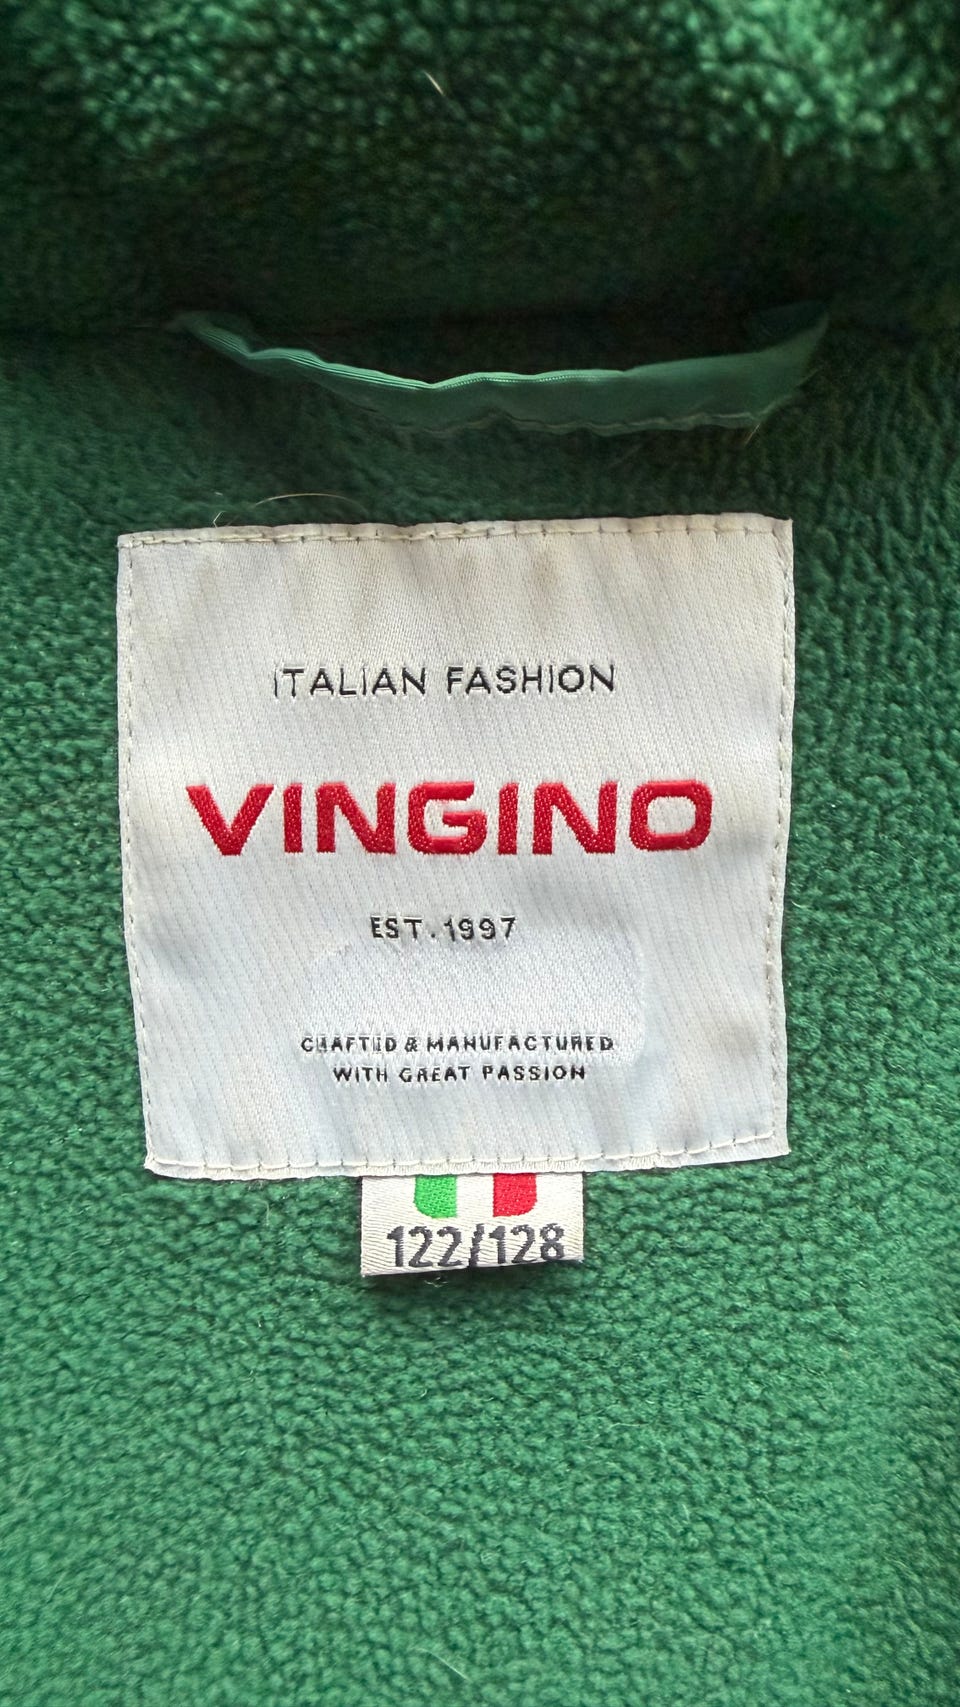 ITALIAN FASHION
VINGINO
EST.1997
CRAFTED & MANUFACTURED
WITH GREAT PASSION
122/128